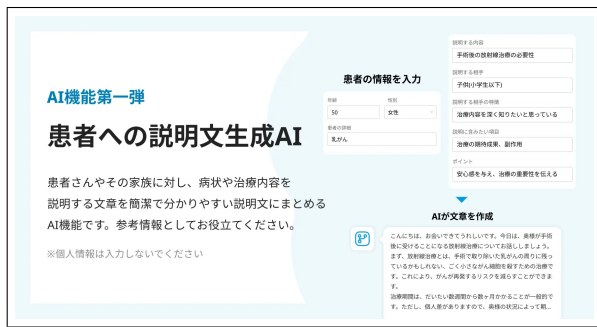 AI機能第一弾
患者への説明文生成AI
患者さんやその家族に対し、病状や治療内容を
説明する文章を簡潔で分かりやすい説明文にまとめる
AI機能です。参考情報としてお役立てください。
※個人情報は入力しないでください
患者の情報を入力
年齢
性別
50
女性
患者の詳細
乳がん
説明する内容
手術後の放射線治療の必要性
説明する相手
子供(小学生以下)
説明する相手の特徴
治療内容を深く知りたいと思っている
説明に含みたい項目
治療の期待成果、副作用
ポイント
安心感を与え、治療の重要性を伝える
AIが文章を作成
こんにちは、お会いできてうれしいです。今日は、奥様が手術
後に受けることになる放射線治療についてお話ししましょう。
まず、放射線治療とは、手術で取り除いた乳がんの周りに残っ
ているかもしれない、ごく小さながん細胞を殺すための治療で
す。これにより、がんが再発するリスクを減らすことができま
す。
治療期間は、だいたい数週間から数ヶ月かかることが一般的で
す。ただし、個人差がありますので、奥様の状況によって期...